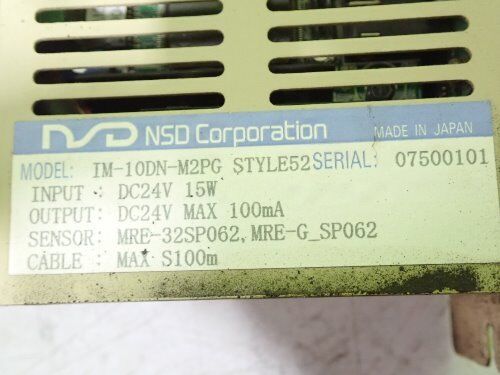 NSD NSD Corporation MADE IN JAPAN
MODEL: IM-10DN-M2PG STYLE52 SERIAL: 07500101
INPUT : DC24V 15W
OUTPUT: DC24V MAX 100mA
SENSOR: MRE-32SP062, MRE-G_SP062
CABLE : MAX S100m